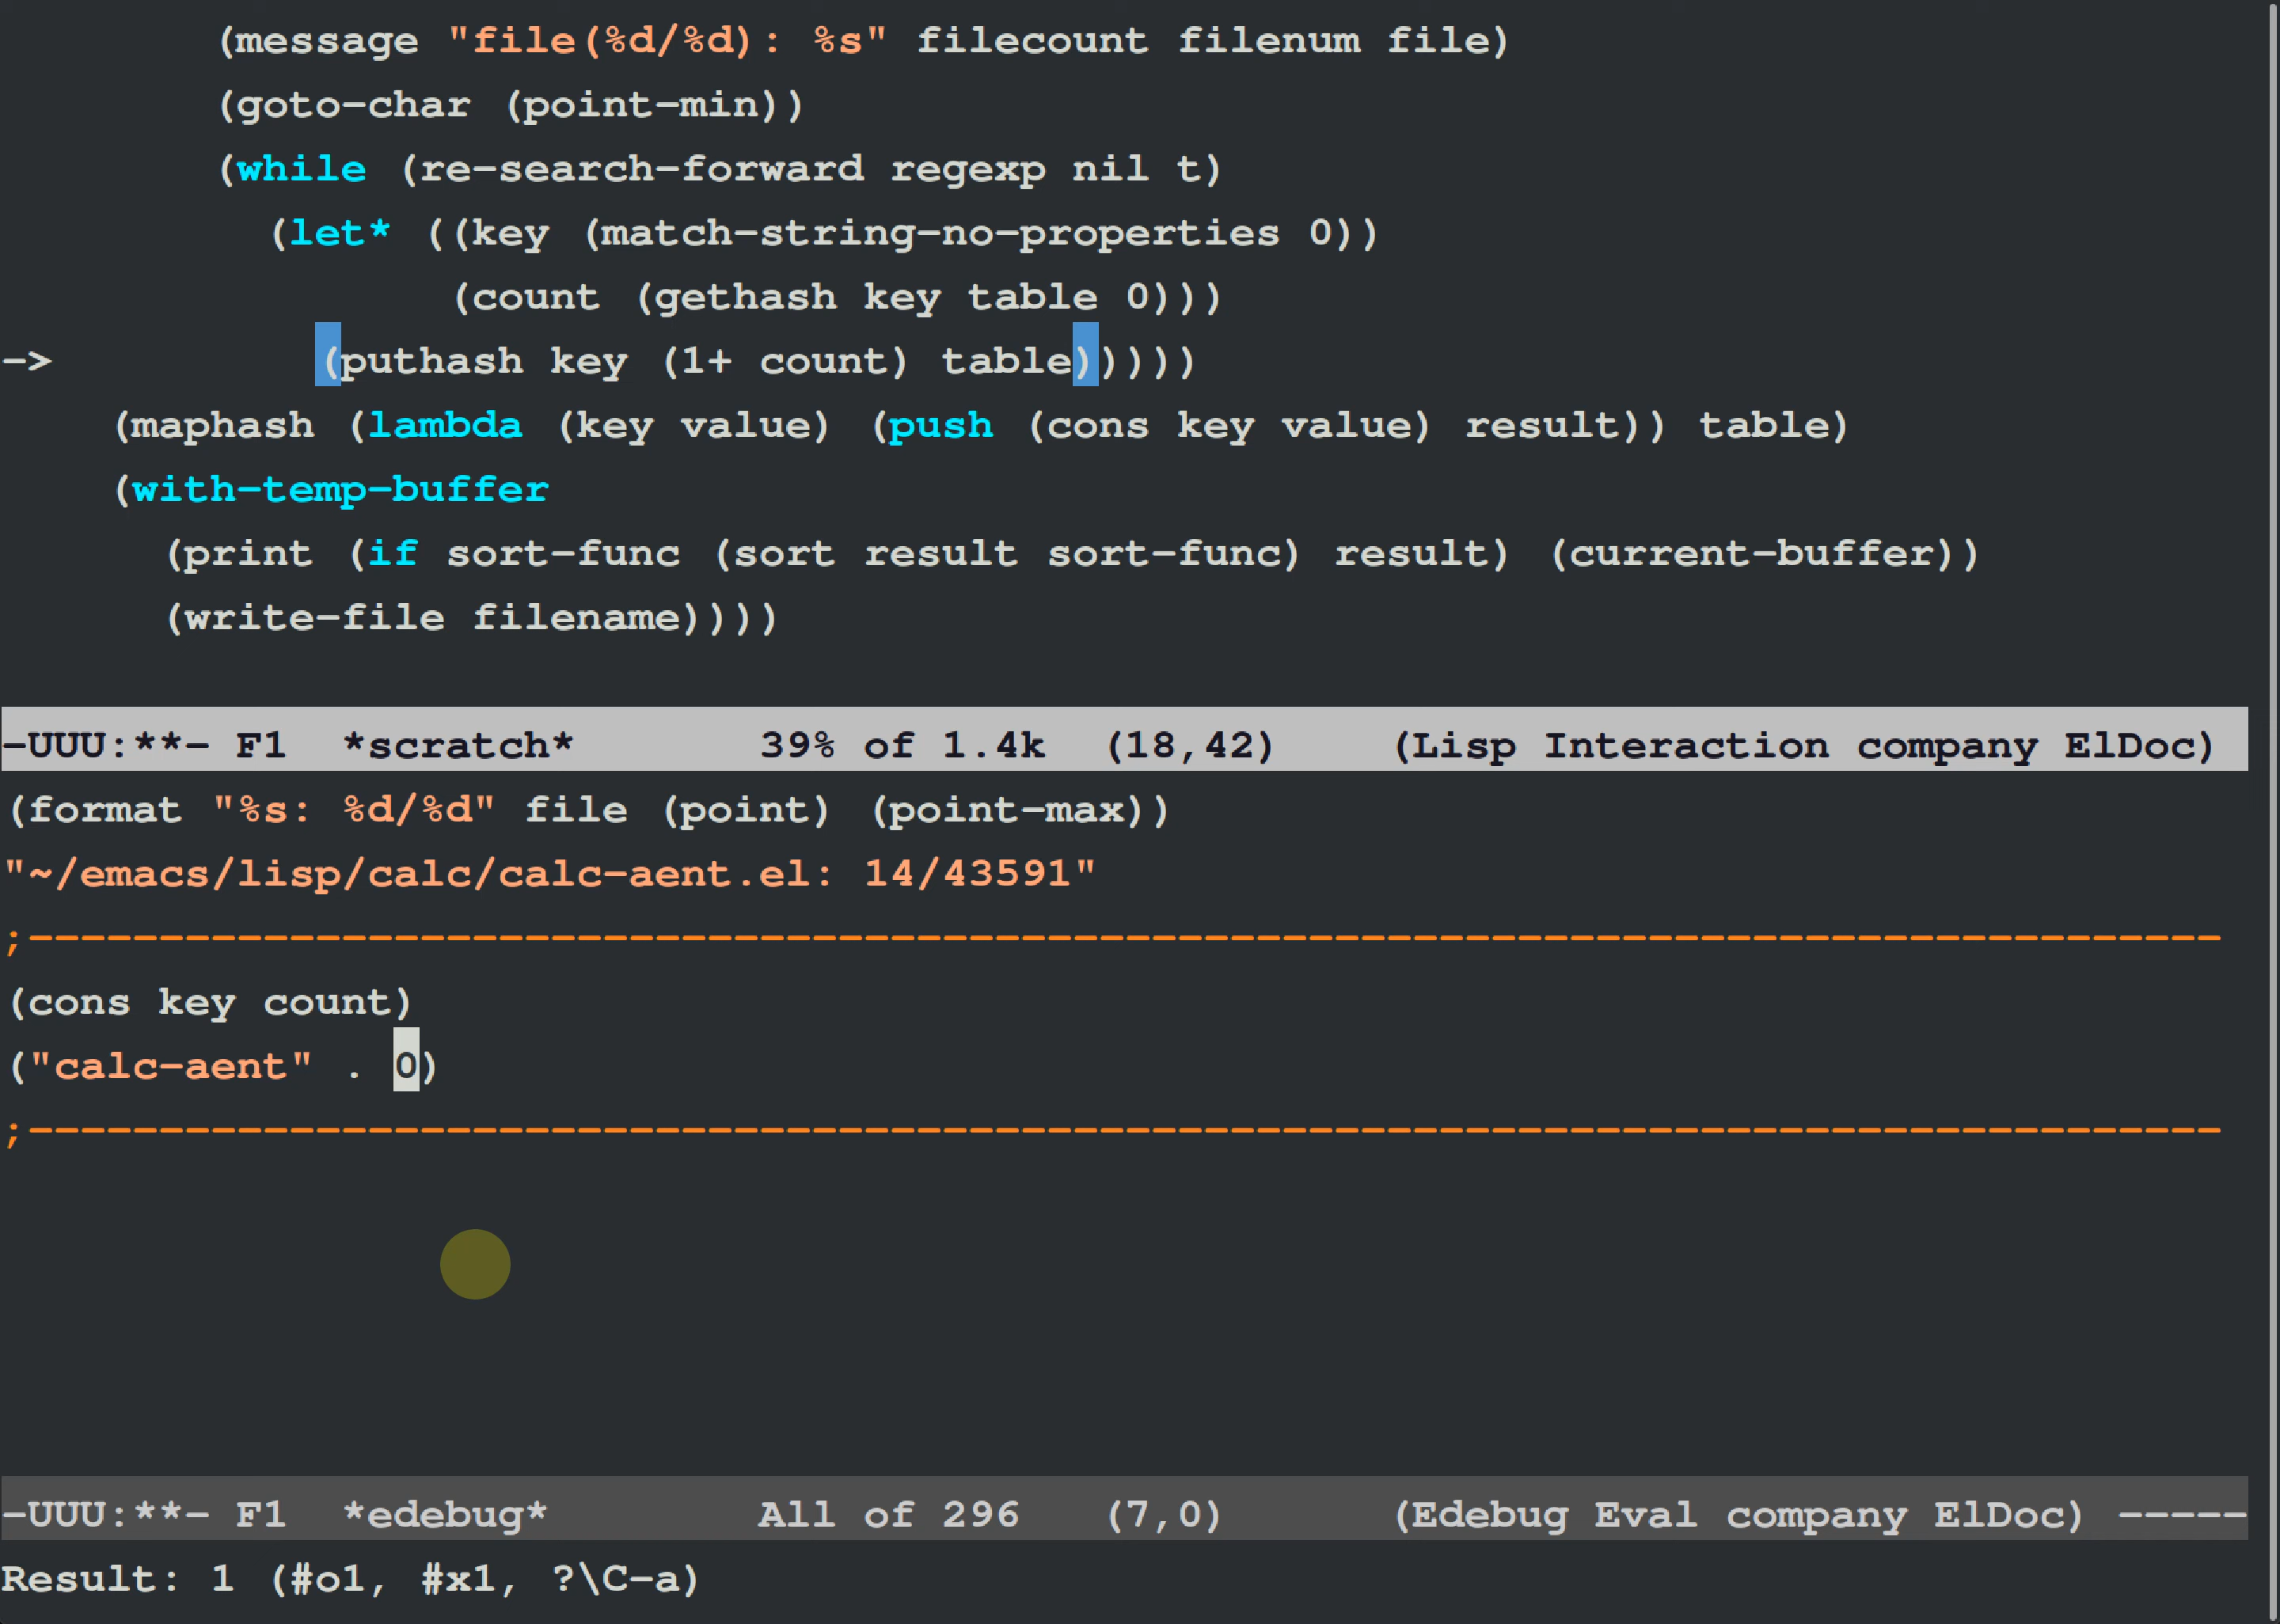 (message "file(%d/%d): %s" filecount filenum file)
(goto-char (point-min))
(while (re-search-forward regexp nil t)
(let* ((key (match-string-no-properties 0))
(count (gethash key table 0)))
-> (puthash key (1+ count) table)))))
(maphash (lambda (key value) (push (cons key value) result)) table)
(with-temp-buffer
(print (if sort-func (sort result sort-func) result) (current-buffer))
(write-file filename))))
-UUU:**- F1 *scratch* 39% of 1.4k (18,42) (Lisp Interaction company ElDoc)
(format "%s: %d/%d" file (point) (point-max))
"~/emacs/lisp/calc/calc-aent.el: 14/43591"
;------------------------------------------------------------------------------------
(cons key count)
("calc-aent" . 0)
;------------------------------------------------------------------------------------
-UUU:**- F1 *edebug* All of 296 (7,0) (Edebug Eval company ElDoc) -----
Result: 1 (#o1, #x1, ?\C-a)